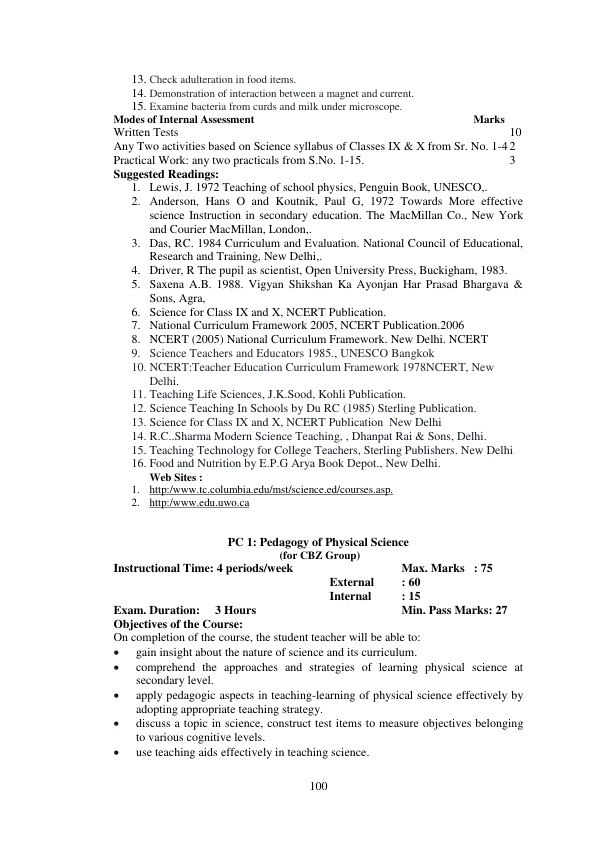 13. Check adulteration in food items.
14. Demonstration of interaction between a magnet and current.
15. Examine bacteria from curds and milk under microscope.
Modes of Internal Assessment Marks
Written Tests 10
Any Two activities based on Science syllabus of Classes IX & X from Sr. No. 1-4 2
Practical Work: any two practicals from S.No. 1-15. 3
Suggested Readings:
1. Lewis, J. 1972 Teaching of school physics, Penguin Book, UNESCO,.
2. Anderson, Hans O and Koutnik, Paul G, 1972 Towards More effective
science Instruction in secondary education. The MacMillan Co., New York
and Courier MacMillan, London,.
3. Das, RC. 1984 Curriculum and Evaluation. National Council of Educational,
Research and Training, New Delhi,.
4. Driver, R The pupil as scientist, Open University Press, Buckigham, 1983.
5. Saxena A.B. 1988. Vigyan Shikshan Ka Ayonjan Har Prasad Bhargava &
Sons, Agra,
6. Science for Class IX and X, NCERT Publication.
7. National Curriculum Framework 2005, NCERT Publication.2006
8. NCERT (2005) National Curriculum Framework. New Delhi. NCERT
9. Science Teachers and Educators 1985., UNESCO Bangkok
10. NCERT:Teacher Education Curriculum Framework 1978NCERT, New
Delhi.
11. Teaching Life Sciences, J.K.Sood, Kohli Publication.
12. Science Teaching In Schools by Du RC (1985) Sterling Publication.
13. Science for Class IX and X, NCERT Publication New Delhi
14. R.C..Sharma Modern Science Teaching, , Dhanpat Rai & Sons, Delhi.
15. Teaching Technology for College Teachers, Sterling Publishers. New Delhi
16. Food and Nutrition by E.P.G Arya Book Depot., New Delhi.
Web Sites :
1. http:/www.tc.columbia.edu/mst/science.ed/courses.asp.
2. http:/www.edu.uwo.ca
PC 1: Pedagogy of Physical Science
(for CBZ Group)
Instructional Time: 4 periods/week Max. Marks : 75
External : 60
Internal : 15
Exam. Duration: 3 Hours Min. Pass Marks: 27
Objectives of the Course:
On completion of the course, the student teacher will be able to:
• gain insight about the nature of science and its curriculum.
• comprehend the approaches and strategies of learning physical science at
secondary level.
• apply pedagogic aspects in teaching-learning of physical science effectively by
adopting appropriate teaching strategy.
• discuss a topic in science, construct test items to measure objectives belonging
to various cognitive levels.
• use teaching aids effectively in teaching science.
100